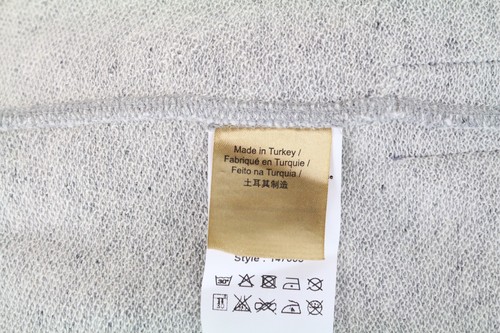 Made in Turkey /
Fabriqué en Turquie /
Feito na Turquia /
土耳其制造
Style :